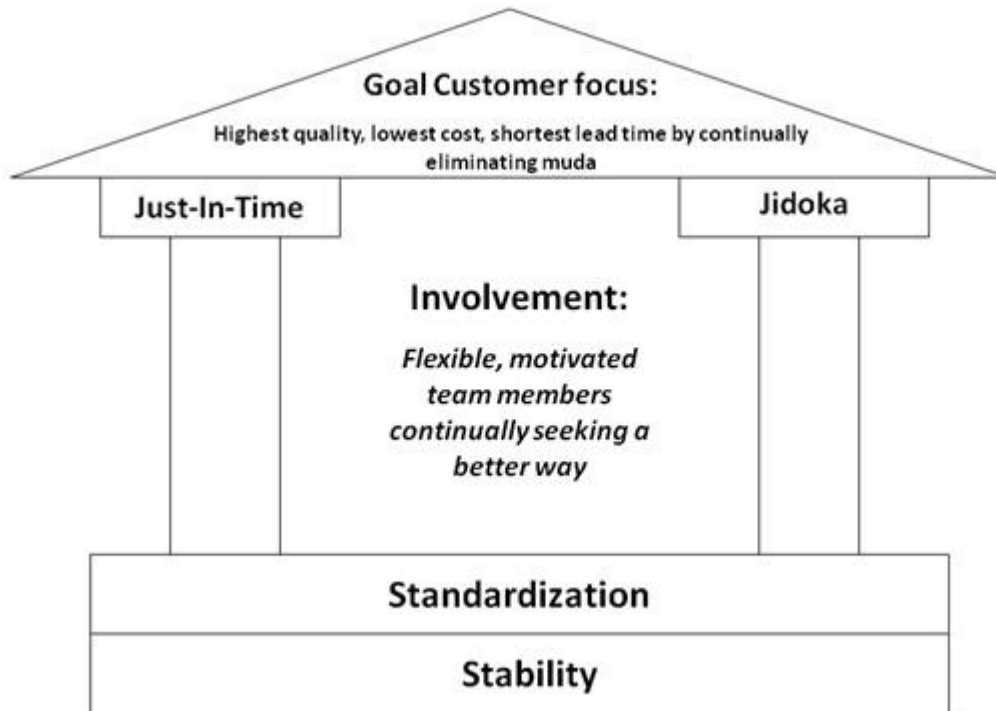 Goal Customer focus:
Highest quality, lowest cost, shortest lead time by continually
eliminating muda
Just-In-Time
Jidoka
Involvement:
Flexible, motivated
team members
continually seeking a
better way
Standardization
Stability